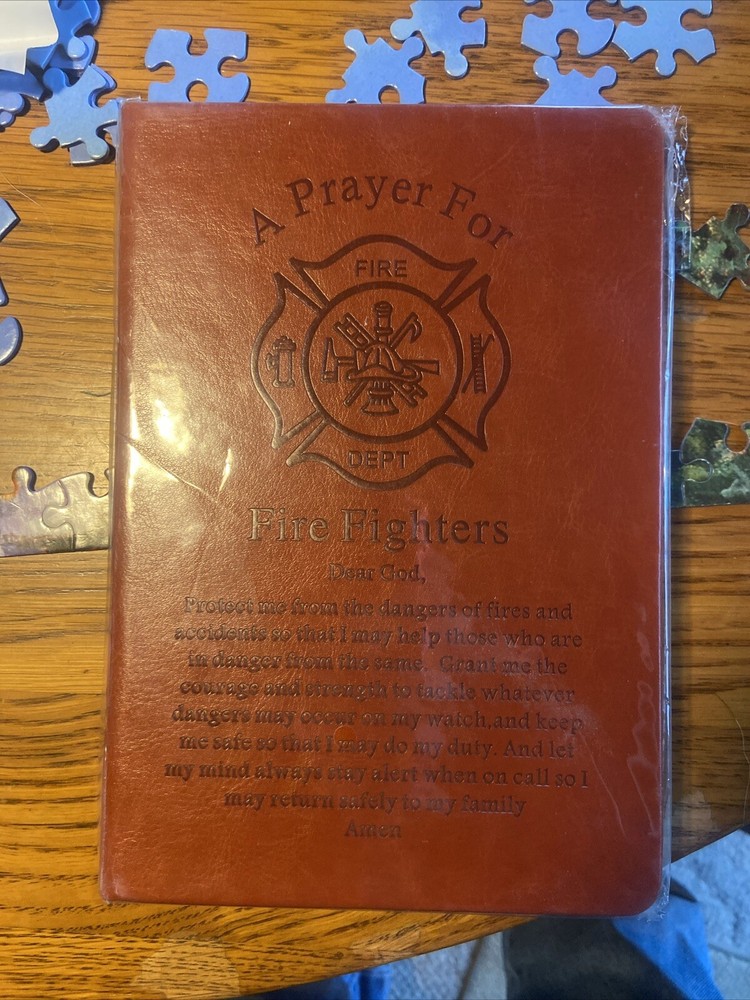 A Prayer For
FIRE
DEPT
Fire Fighters
Dear God,
Protect me from the dangers of fires and
accidents so that I may help those who are
in danger from the same. Grant me the
courage and strength to tackle whatever
dangers may occur on my watch,and keep
me safe so that I may do my duty. And let
my mind always stay alert when on call so I
may return safely to my family
Amen